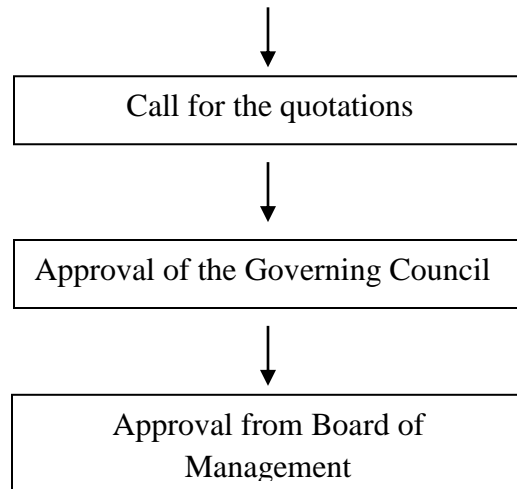 Call for the quotations
Approval of the Governing Council
Approval from Board of
Management